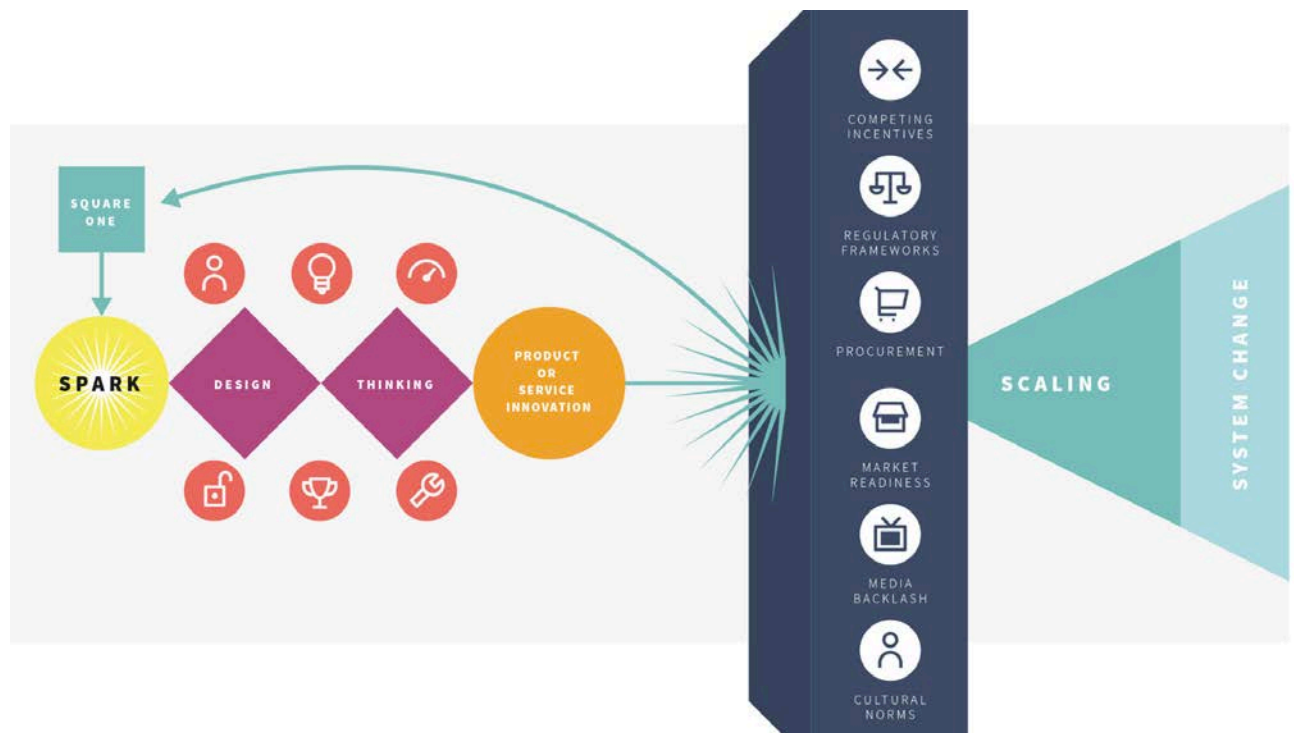 SQUARE
ONE
SPARK
DESIGN
THINKING
PRODUCT
OR
SERVICE
INNOVATION
COMPETING
INCENTIVES
REGULATORY
FRAMEWORKS
PROCUREMENT
MARKET
READINESS
MEDIA
BACKLASH
CULTURAL
NORMS
SCALING
SYSTEM CHANGE